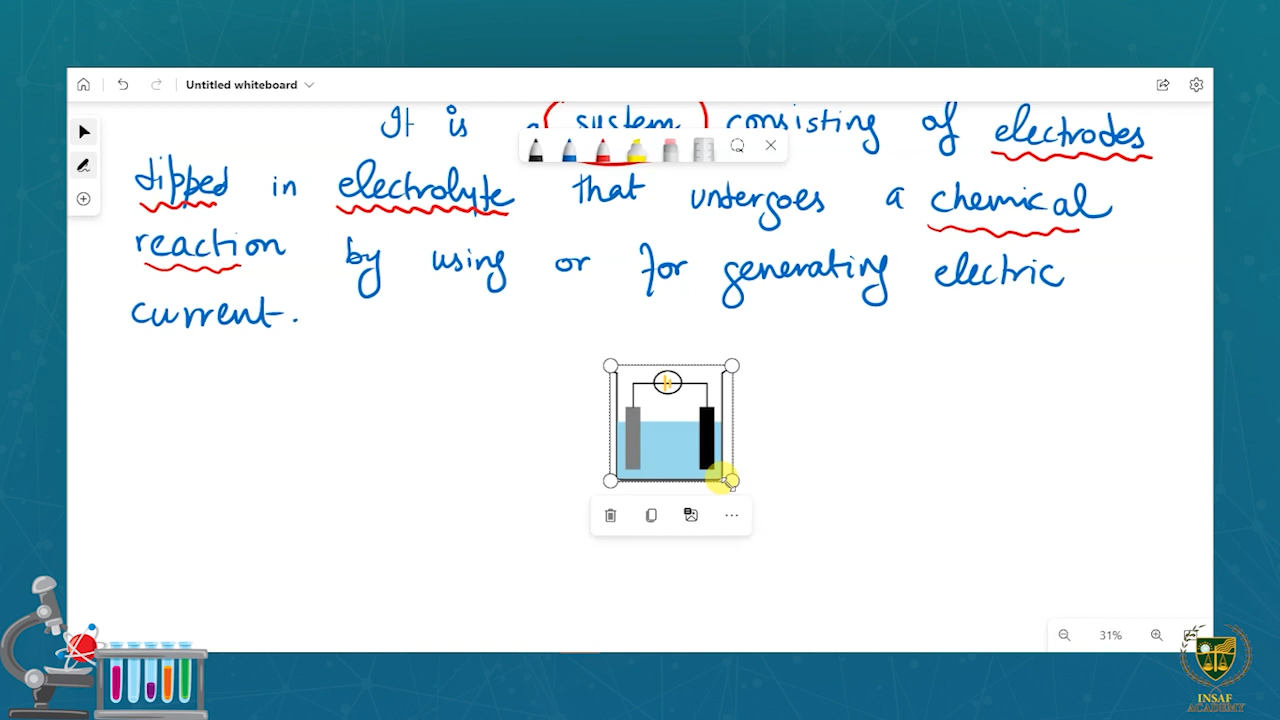 Untitled whiteboard
It is a system consisting of electrodes
dipped in electrolyte that undergoes a chemical
reaction by using or for generating electric
current.
31%
INSAF
ACADEMY